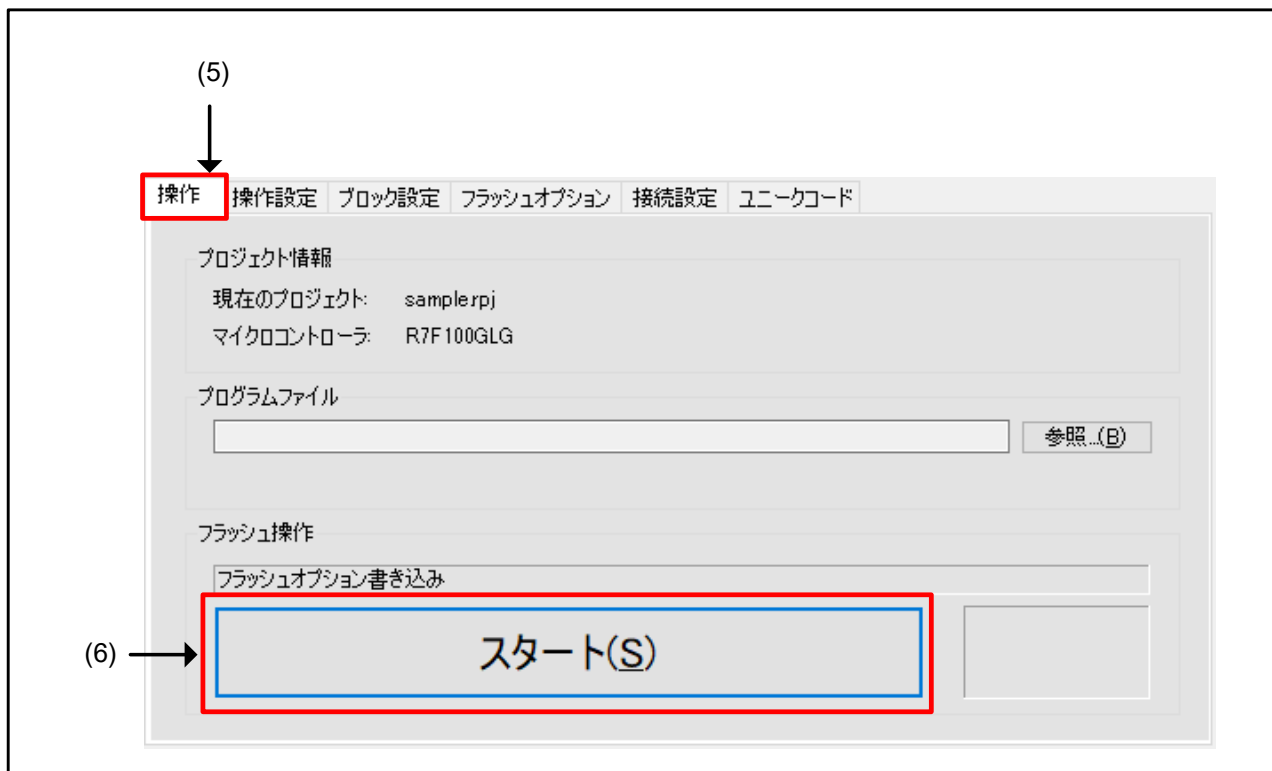 (5)
操作 操作設定 ブロック設定 フラッシュオプション 接続設定 ユニークコード
プロジェクト情報
現在のプロジェクト: sample.rpj
マイクロコントローラ: R7F100GLG
プログラムファイル
参照...(B)
フラッシュ操作
フラッシュオプション書き込み
(6) スタート(S)